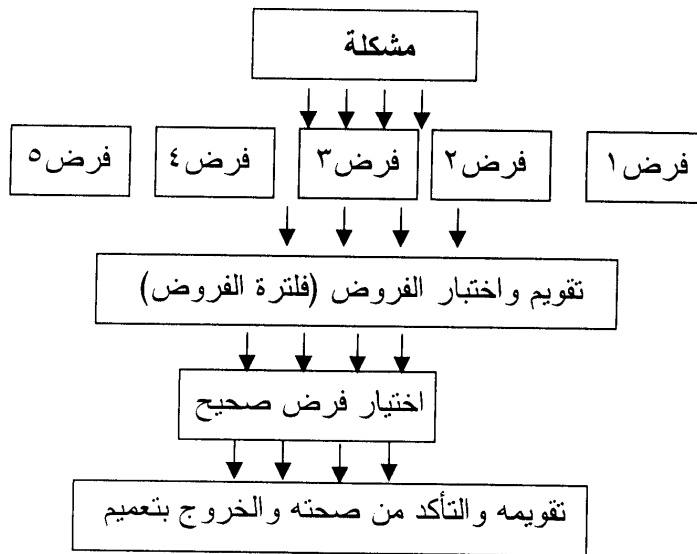 مشكلة
فرض١
فرض٢
فرض٣
فرض٤
فرض٥
تقويم واختبار الفروض (فلترة الفروض)
اختيار فرض صحيح
تقويمه والتأكد من صحته والخروج بتعميم